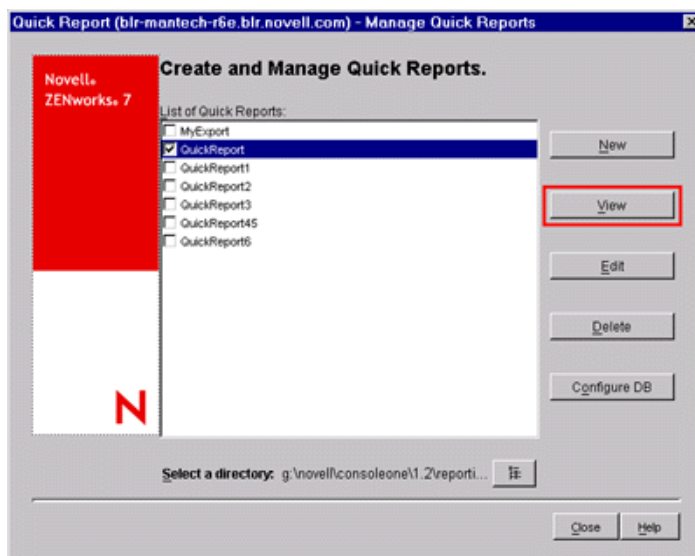 Quick Report (blr-mantech-r6e.blr.novell.com) - Manage Quick Reports
Novell.
ZENworks. 7
Create and Manage Quick Reports.
List of Quick Reports:
MyExport
QuickReport
QuickReport1
QuickReport2
QuickReport3
QuickReport45
QuickReport6
New
View
Edit
Delete
Configure DB
N
Select a directory: g:\novell\consoleone\1.2\reporti...
Close
Help